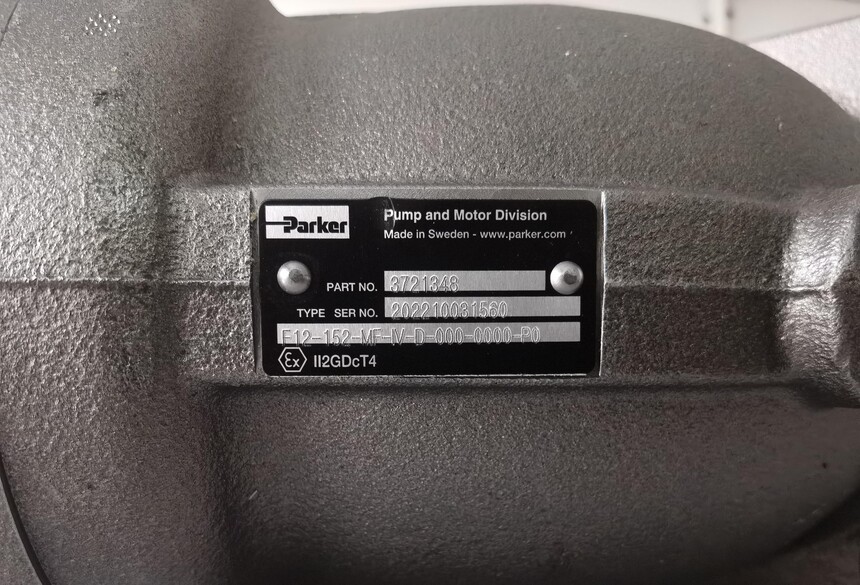 Parker
Pump and Motor Division
Made in Sweden - www.parker.com
PART NO. 3721348
TYPE SER NO. 202210031560
F12-152-MF-IV-D-000-0000-P0
Ex II2GDcT4